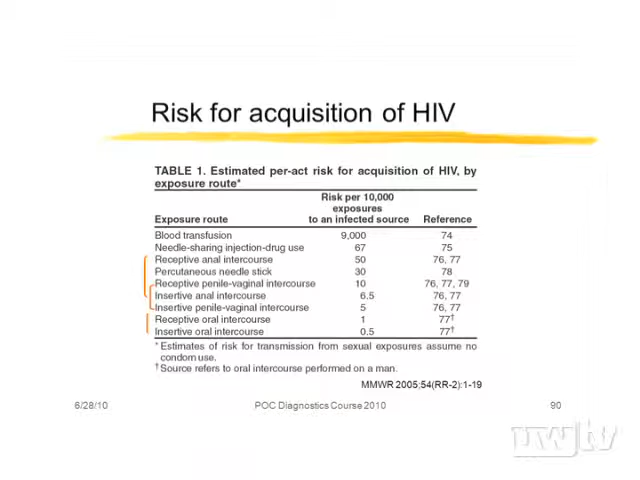 Risk for acquisition of HIV
TABLE 1. Estimated per-act risk for acquisition of HIV, by
exposure route*
Risk per 10,000
exposures
Exposure route to an infected source Reference
Blood transfusion 9,000 74
Needle-sharing injection-drug use 67 75
Receptive anal intercourse 50 76, 77
Percutaneous needle stick 30 78
Receptive penile-vaginal intercourse 10 76, 77, 79
Insertive anal intercourse 6.5 76, 77
Insertive penile-vaginal intercourse 5 76, 77
Receptive oral intercourse 1 77†
Insertive oral intercourse 0.5 77†
* Estimates of risk for transmission from sexual exposures assume no
condom use.
† Source refers to oral intercourse performed on a man.
MMWR 2005;54(RR-2):1-19
6/28/10 POC Diagnostics Course 2010 90
uwtv